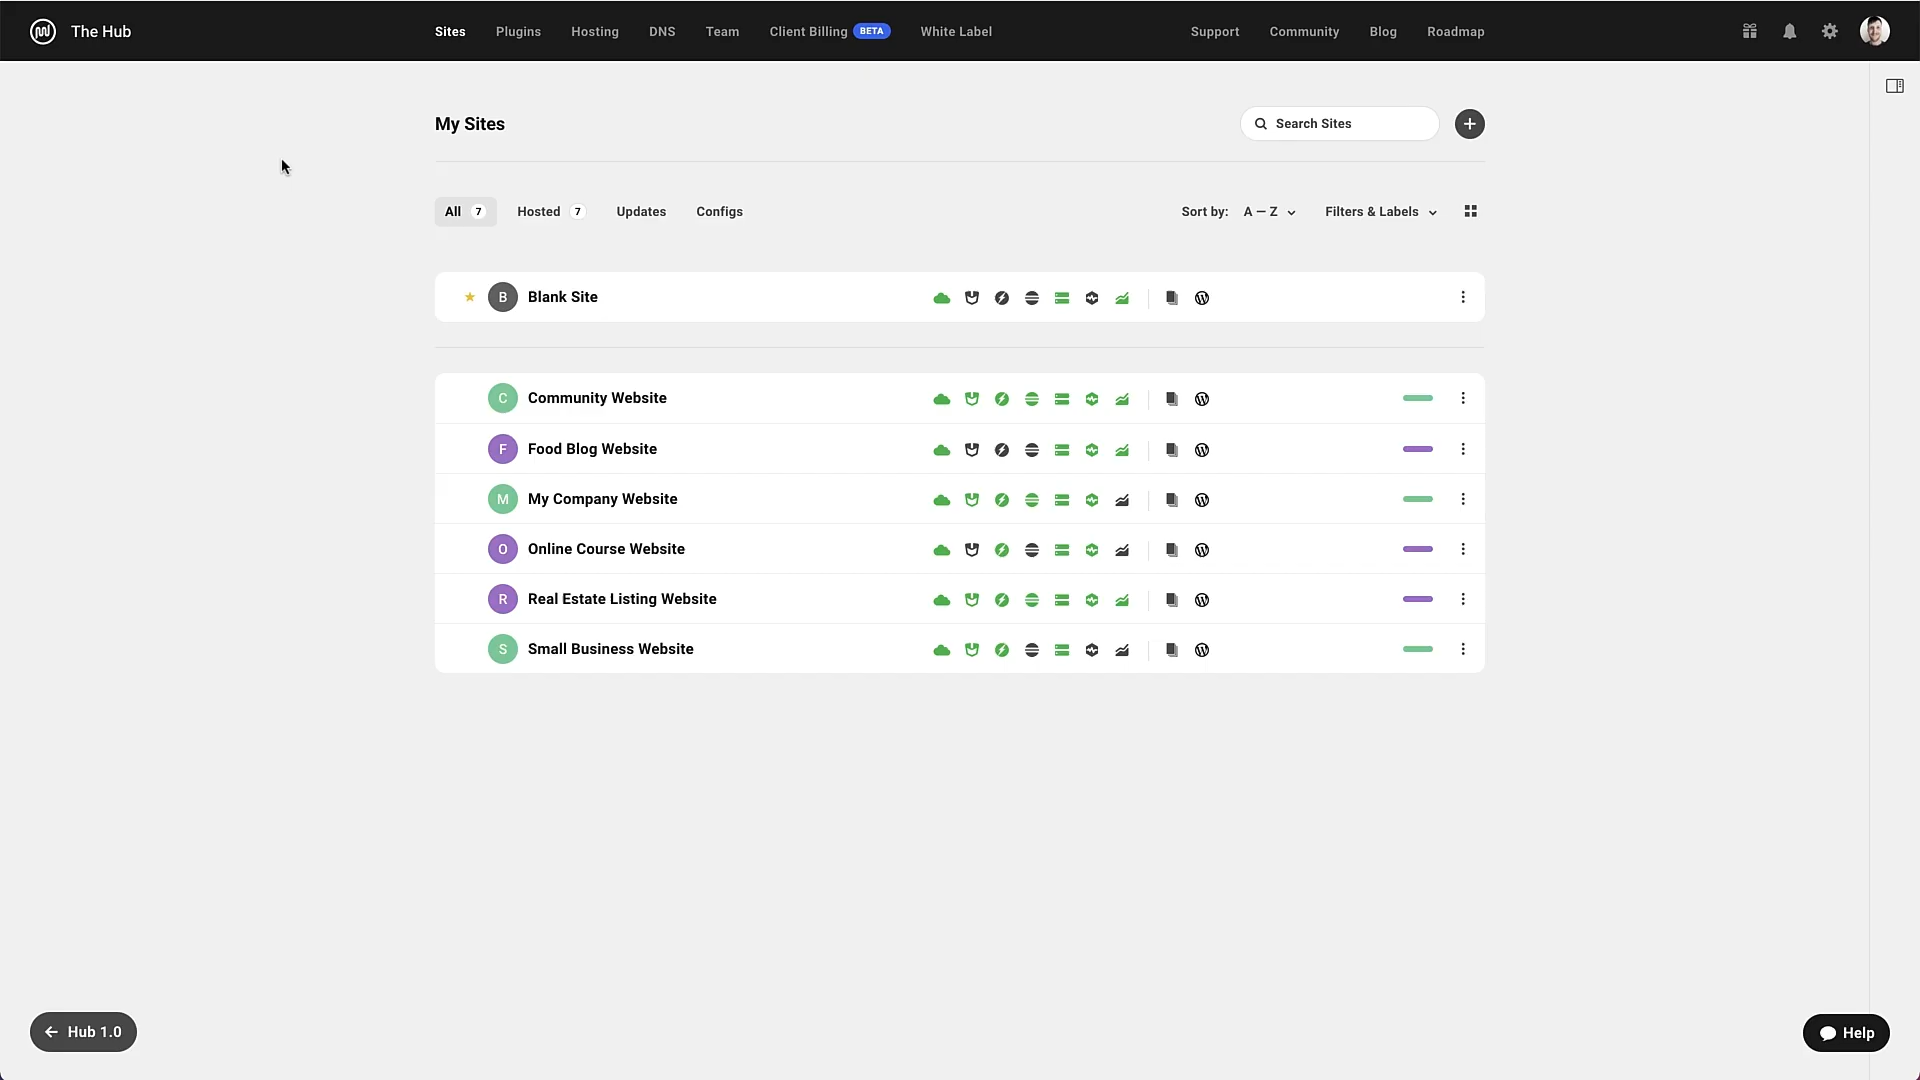 The Hub
Sites Plugins Hosting DNS Team Client Billing BETA White Label Support Community Blog Roadmap
My Sites
Search Sites
All 7 Hosted 7 Updates Configs Sort by: A — Z Filters & Labels
B Blank Site
C Community Website
F Food Blog Website
M My Company Website
O Online Course Website
R Real Estate Listing Website
S Small Business Website
Hub 1.0
Help